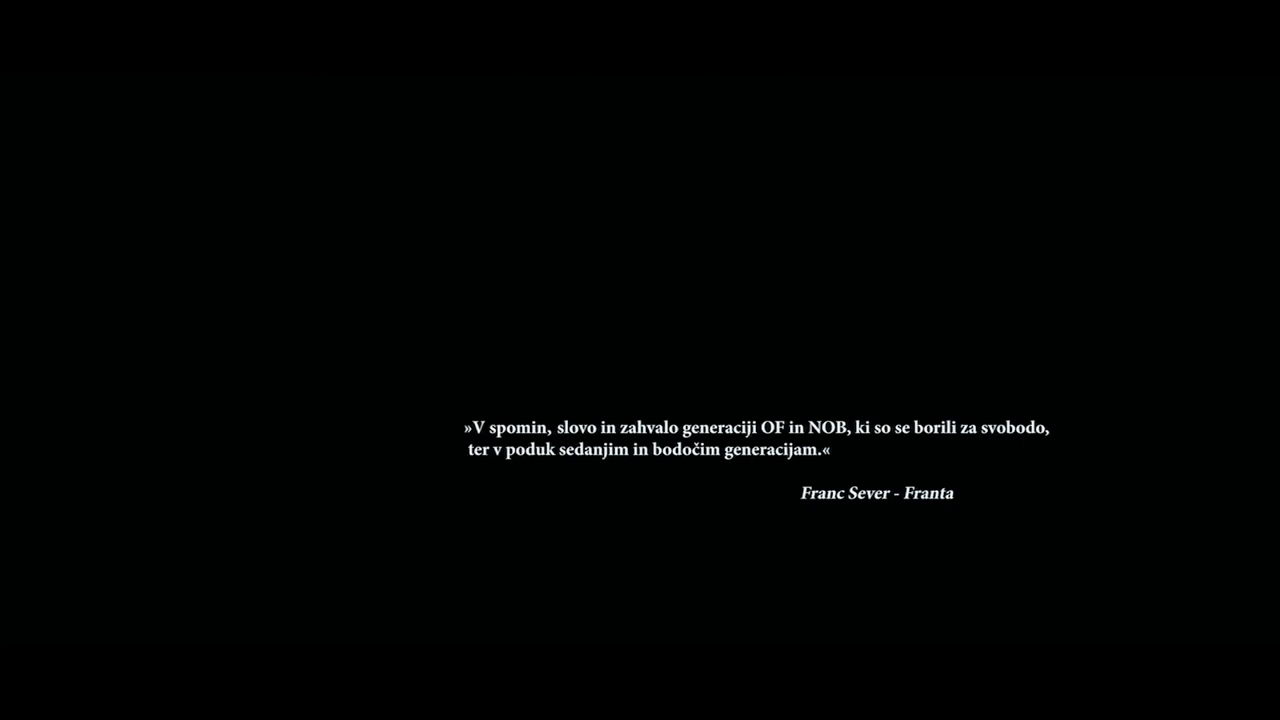 »V spomin, slovo in zahvalo generaciji OF in NOB, ki so se borili za svobodo,
ter v poduk sedanjim in bodočim generacijam.«
Franc Sever - Franta